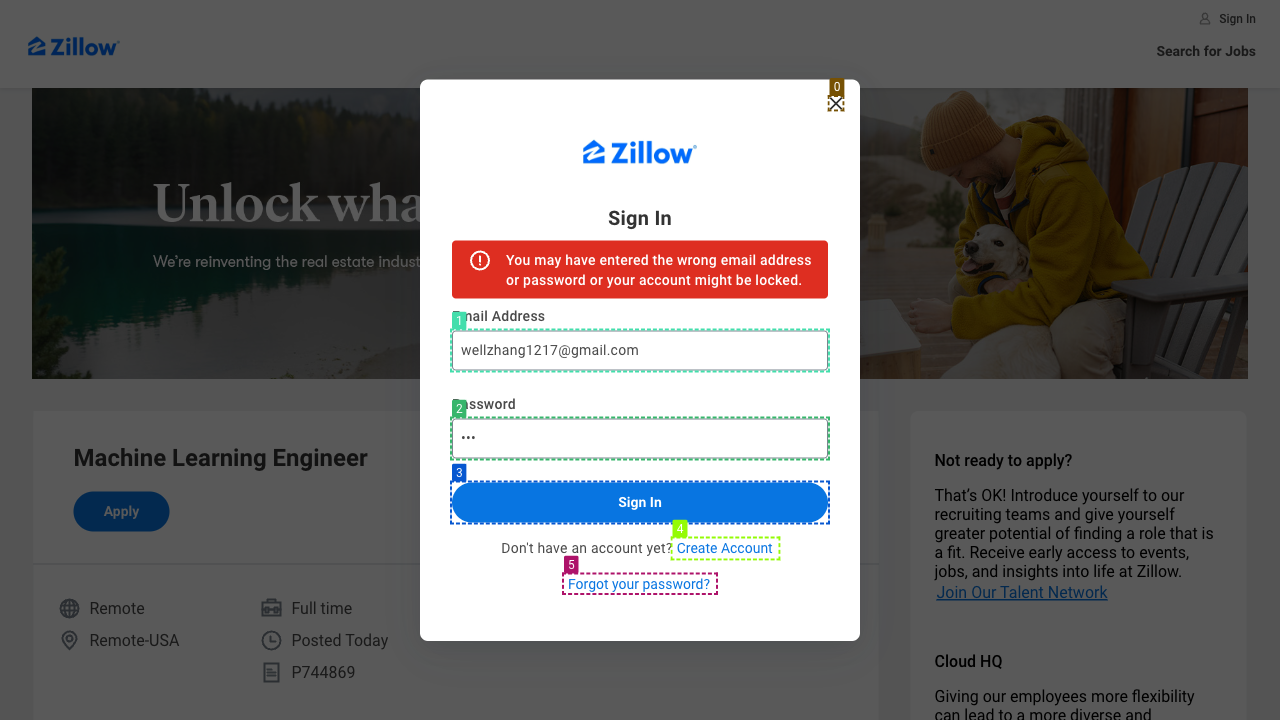 Sign In
Zillow
Search for Jobs
0
Zillow
Unlock wha
We're reinventing the real estate indust
Sign In
You may have entered the wrong email address
or password or your account might be locked.
mail Address
1
wellzhang1217@gmail.com
ssword
2
•••
3
Sign In
4
Don't have an account yet? Create Account
5
Forgot your password?
Machine Learning Engineer
Apply
Remote
Full time
Remote-USA
Posted Today
P744869
Not ready to apply?
That's OK! Introduce yourself to our
recruiting teams and give yourself
greater potential of finding a role that is
a fit. Receive early access to events,
jobs, and insights into life at Zillow.
Join Our Talent Network
Cloud HQ
Giving our employees more flexibility
can lead to a more diverse and